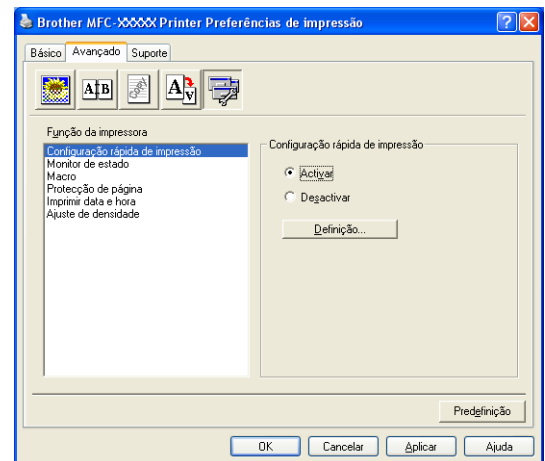 Brother MFC-XXXXX Printer Preferências de impressão
Básico Avançado Suporte
A B
A A
Função da impressora
Configuração rápida de impressão
Monitor de estado
Macro
Protecção de página
Imprimir data e hora
Ajuste de densidade
Configuração rápida de impressão
Activar
Desactivar
Definição...
Predefinição
OK Cancelar Aplicar Ajuda